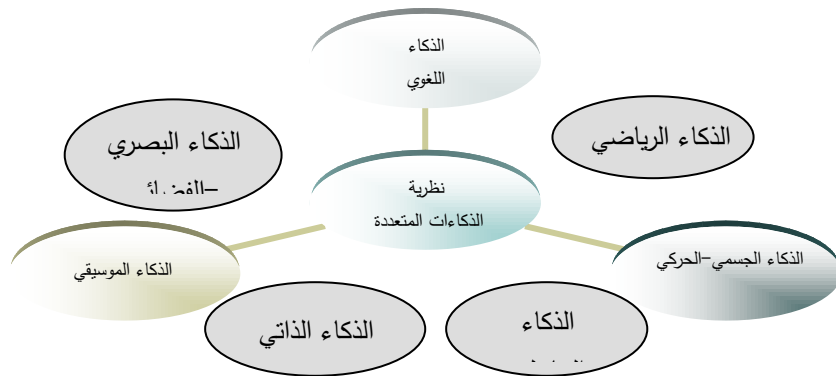 الذكاء
اللغوي
الذكاء الرياضي
الذكاء البصري
نظرية
الذكاءات المتعددة
الذكاء الجسمي-الحركي
الذكاء الموسيقي
الذكاء
الذكاء الذاتي